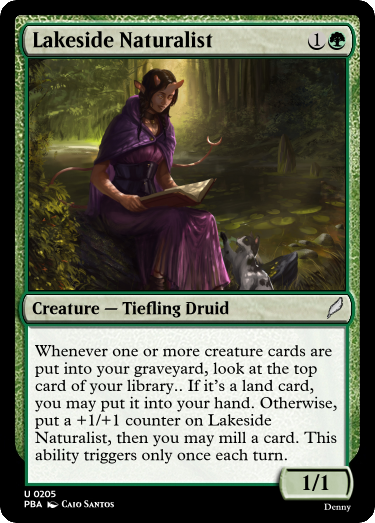 Lakeside Naturalist 1
Creature — Tiefling Druid
Whenever one or more creature cards are
put into your graveyard, look at the top
card of your library.. If it's a land card,
you may put it into your hand. Otherwise,
put a +1/+1 counter on Lakeside
Naturalist, then you may mill a card. This
ability triggers only once each turn.
1/1
U 0205
PBA Caio Santos
Denny